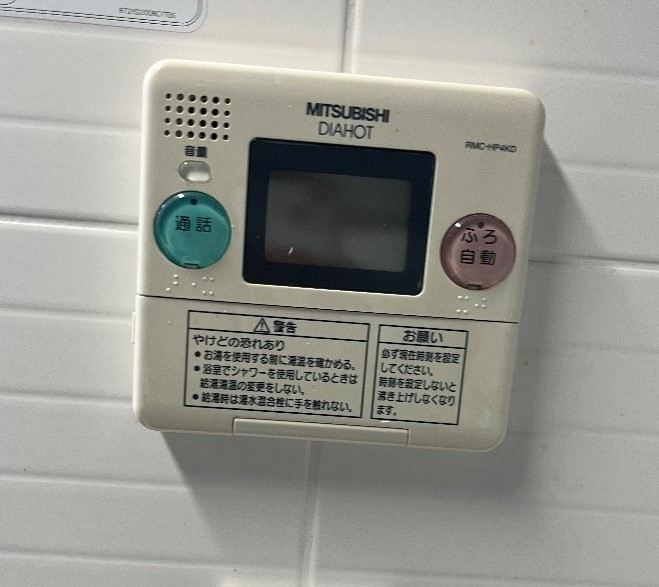 MITSUBISHI
DIAHOT
RMC-HP4KD
音量
通話
ふろ
自動
警告
やけどの恐れあり
● お湯を使用する前に湯温を確かめる。
● 浴室でシャワーを使用しているときは
給湯温度の変更をしない。
● 給湯時は湯水混合栓に手を触れない。
お願い
必ず現在時刻を設定
してください。
時刻を設定しないと
沸き上げしなくなり
ます。